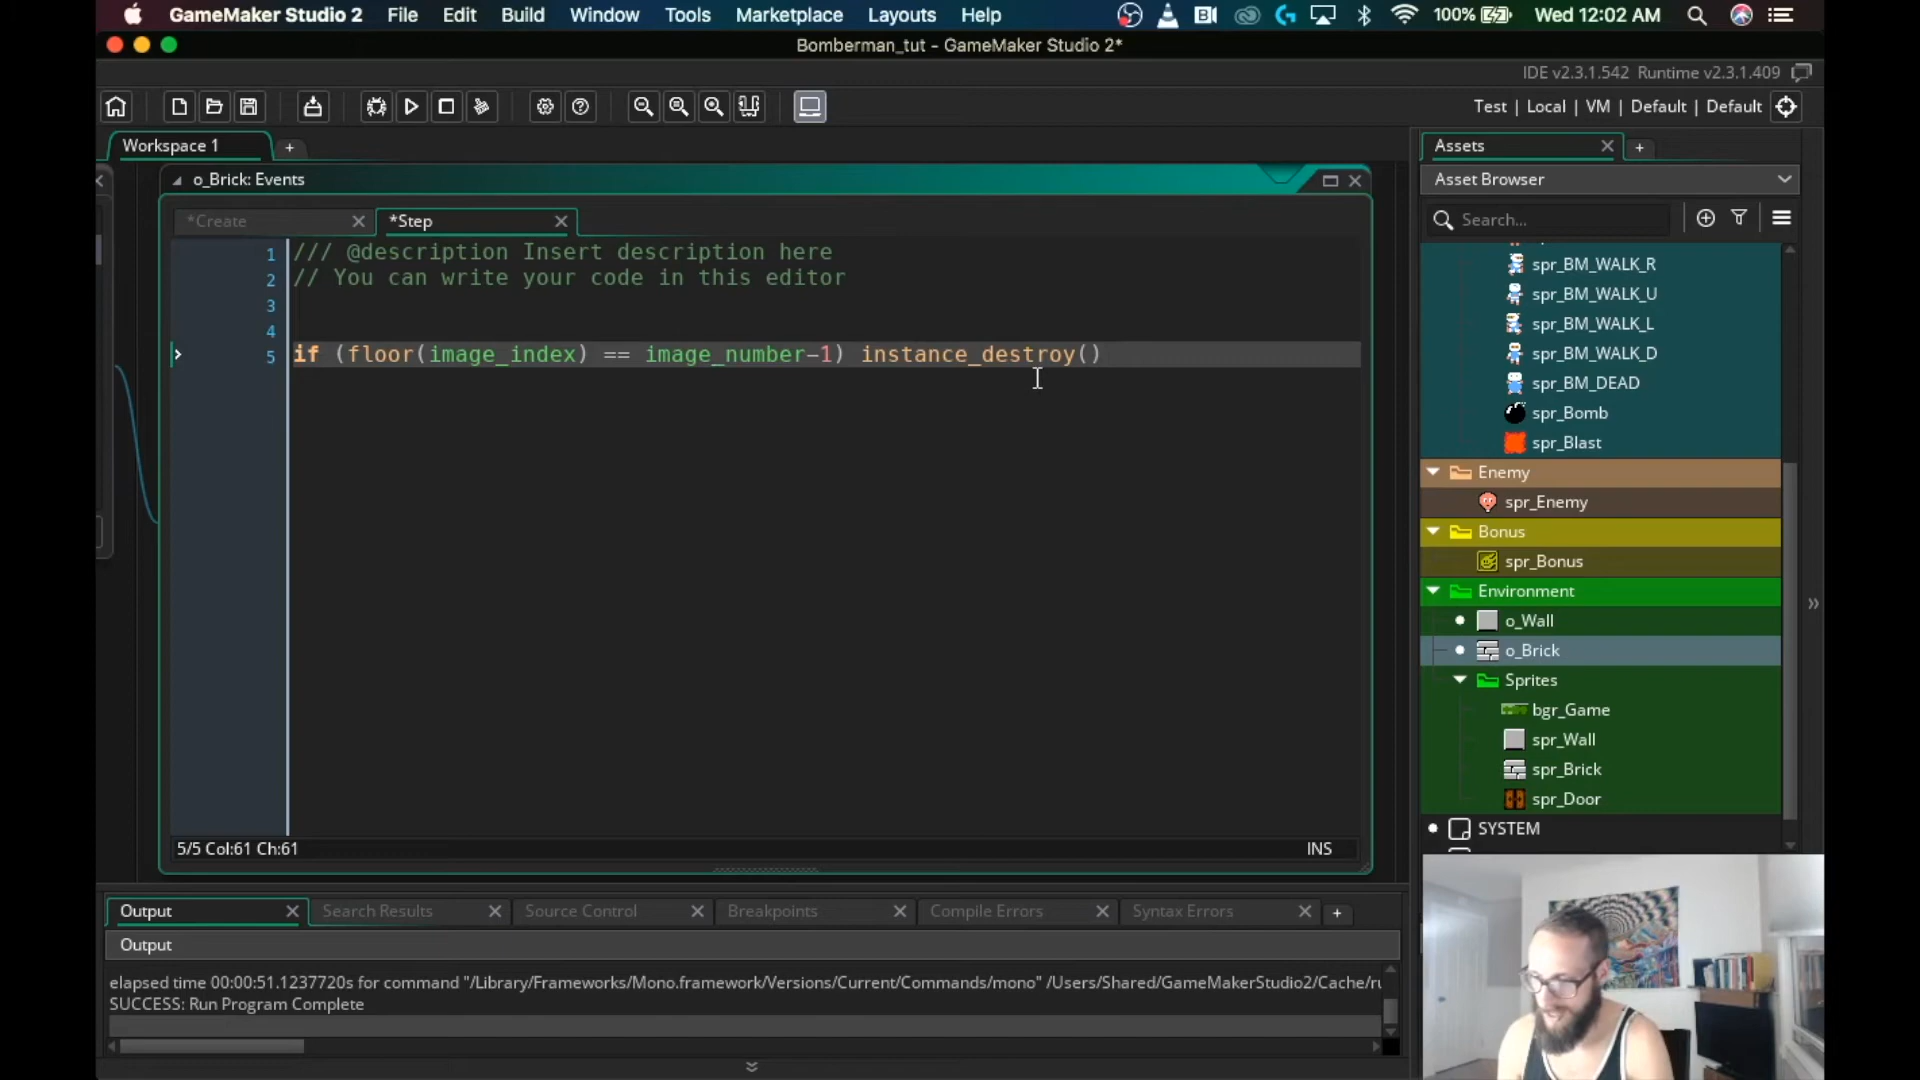 GameMaker Studio 2 File Edit Build Window Tools Marketplace Layouts Help 100% Wed 12:02 AM
Bomberman_tut - GameMaker Studio 2*
IDE v2.3.1.542 Runtime v2.3.1.409
Test | Local | VM | Default | Default
Workspace 1 +
Assets +
o_Brick: Events
Asset Browser
*Create *Step
Search...
1 /// @description Insert description here
2 // You can write your code in this editor
3
4
5 if (floor(image_index) == image_number-1) instance_destroy()
spr_BM_WALK_R
spr_BM_WALK_U
spr_BM_WALK_L
spr_BM_WALK_D
spr_BM_DEAD
spr_Bomb
spr_Blast
Enemy
spr_Enemy
Bonus
spr_Bonus
Environment
o_Wall
o_Brick
Sprites
bgr_Game
spr_Wall
spr_Brick
spr_Door
SYSTEM
5/5 Col:61 Ch:61 INS
Output Search Results Source Control Breakpoints Compile Errors Syntax Errors +
Output
elapsed time 00:00:51.1237720s for command "/Library/Frameworks/Mono.framework/Versions/Current/Commands/mono" /Users/Shared/GameMakerStudio2/Cache/ru
SUCCESS: Run Program Complete